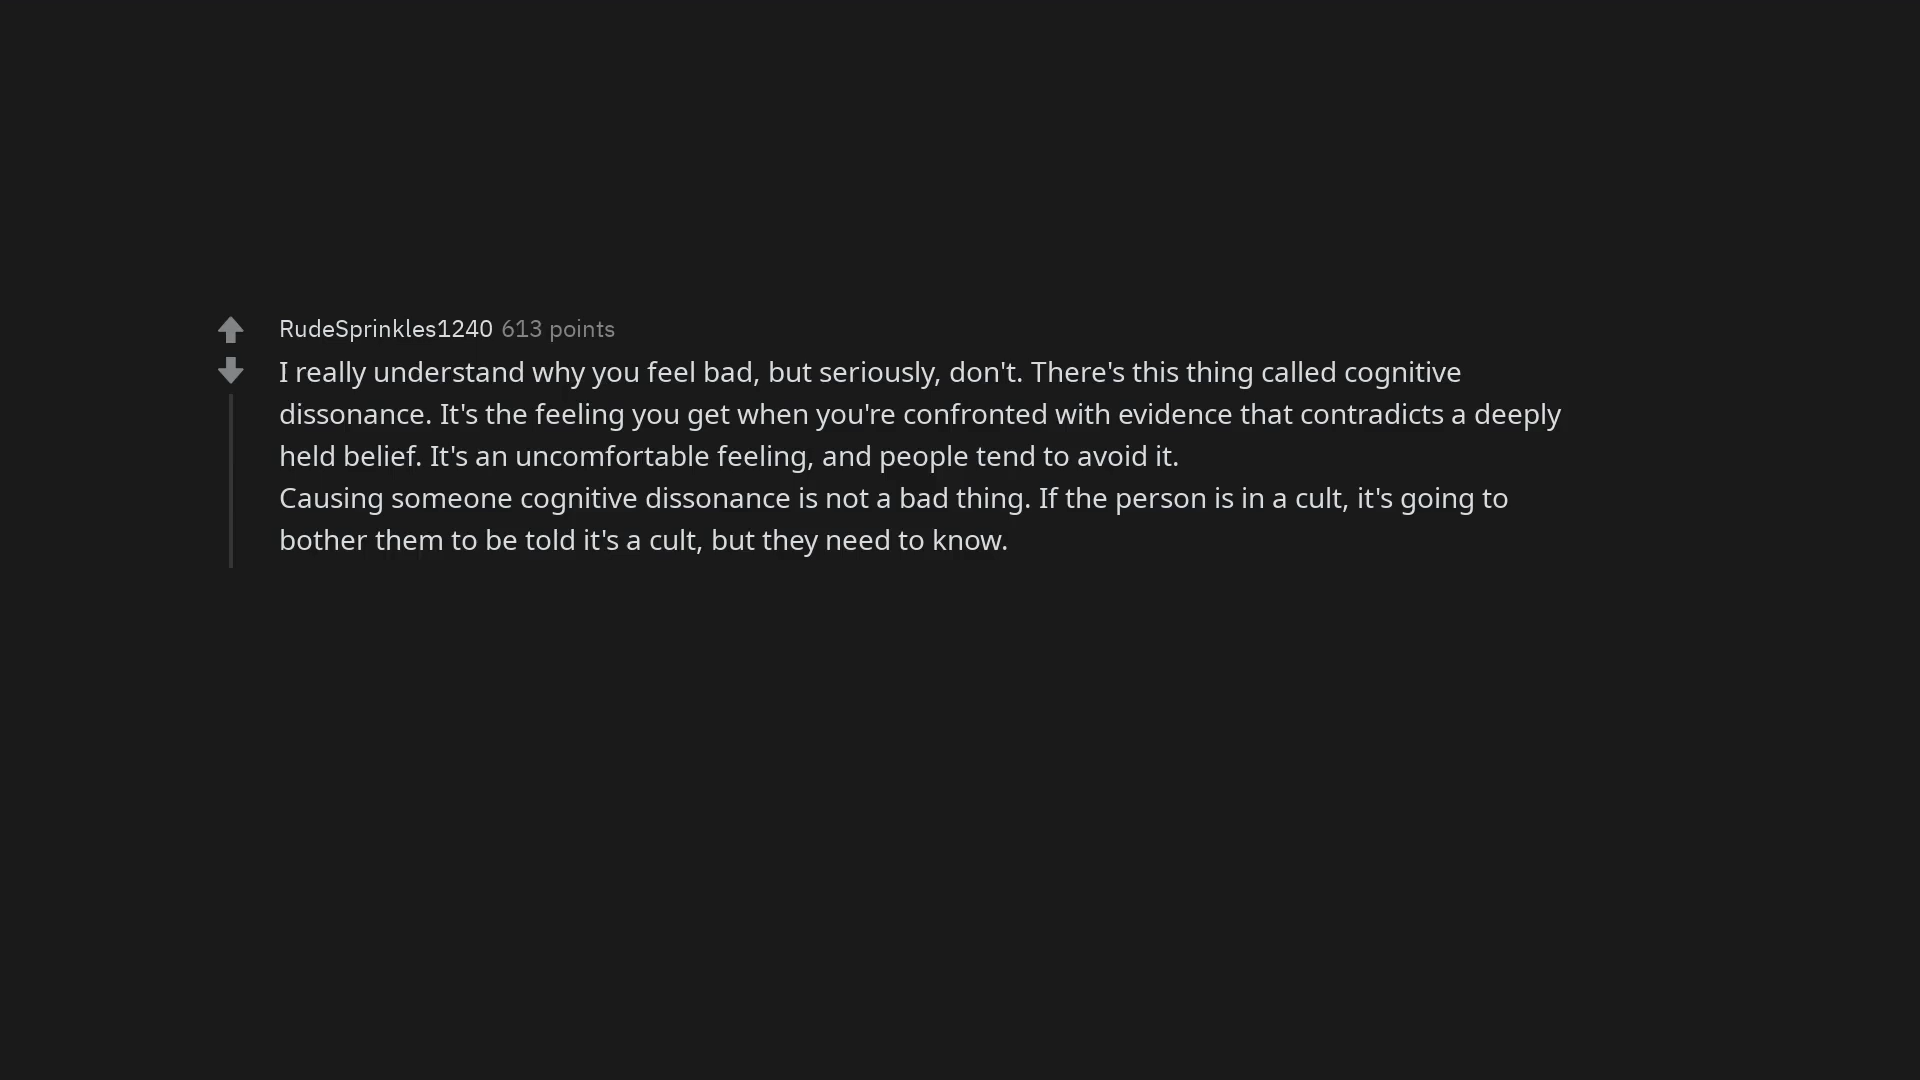 RudeSprinkles1240 613 points
I really understand why you feel bad, but seriously, don't. There's this thing called cognitive
dissonance. It's the feeling you get when you're confronted with evidence that contradicts a deeply
held belief. It's an uncomfortable feeling, and people tend to avoid it.
Causing someone cognitive dissonance is not a bad thing. If the person is in a cult, it's going to
bother them to be told it's a cult, but they need to know.